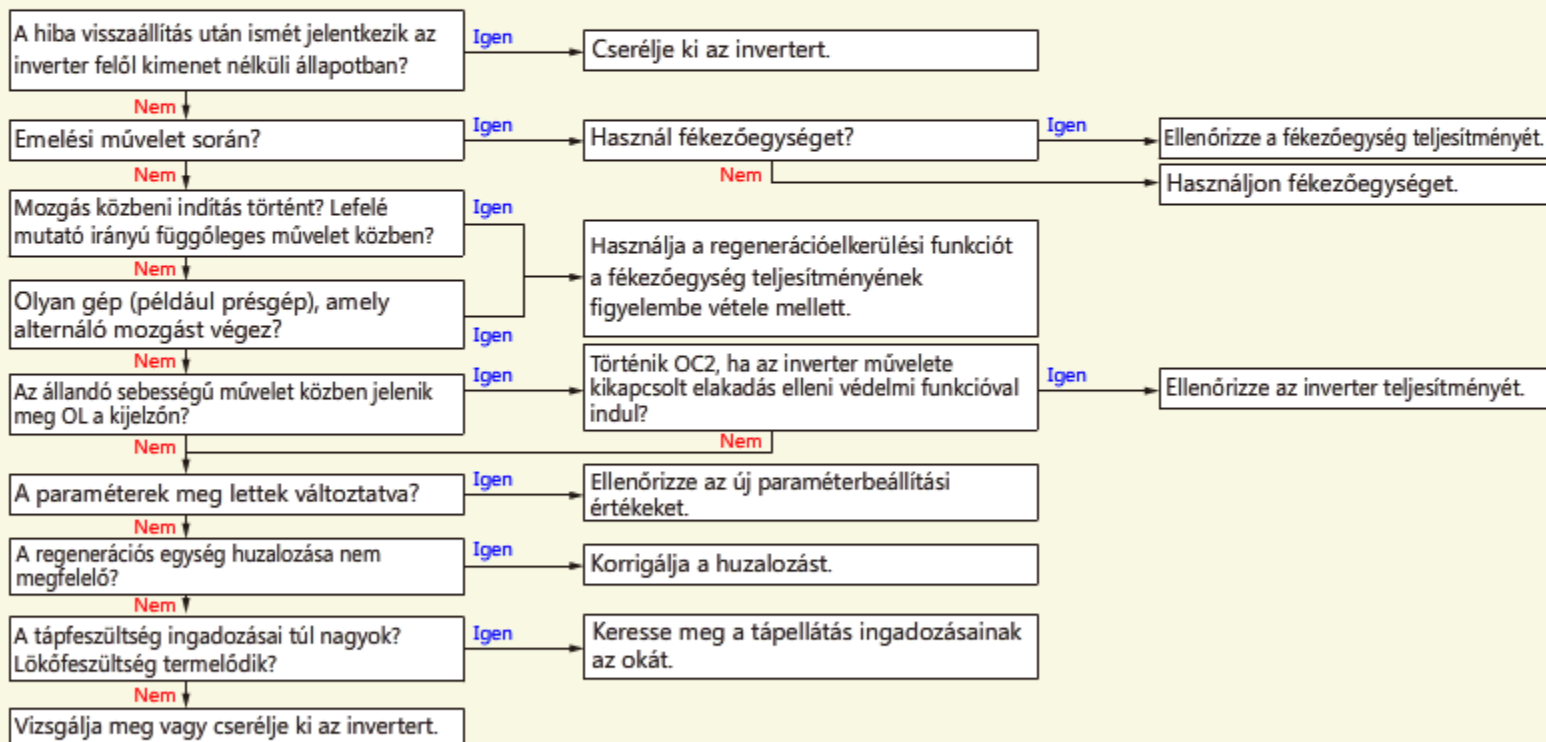 A hiba visszaállítás után ismét jelentkezik az
inverter felől kimenet nélküli állapotban?
Igen
Cserélje ki az invertert.
Nem
Emelési művelet során?
Igen
Használ fékezőegységet?
Igen
Ellenőrizze a fékezőegység teljesítményét.
Nem
Nem
Használjon fékezőegységet.
Mozgás közbeni indítás történt? Lefelé
mutató irányú függőleges művelet közben?
Igen
Használja a regenerációelkerülési funkciót
a fékezőegység teljesítményének
figyelembe vétele mellett.
Nem
Olyan gép (például présgép), amely
alternáló mozgást végez?
Igen
Nem
Az állandó sebességű művelet közben jelenik
meg OL a kijelzőn?
Igen
Történik OC2, ha az inverter művelete
kikapcsolt elakadás elleni védelmi funkcióval
indul?
Igen
Ellenőrizze az inverter teljesítményét.
Nem
Nem
A paraméterek meg lettek változtatva?
Igen
Ellenőrizze az új paraméterbeállítási
értékeket.
Nem
A regenerációs egység huzalozása nem
megfelelő?
Igen
Korrigálja a huzalozást.
Nem
A tápfeszültség ingadozásai túl nagyok?
Lökőfeszültség termelődik?
Igen
Keresse meg a tápellátás ingadozásainak
az okát.
Nem
Vizsgálja meg vagy cserélje ki az invertert.